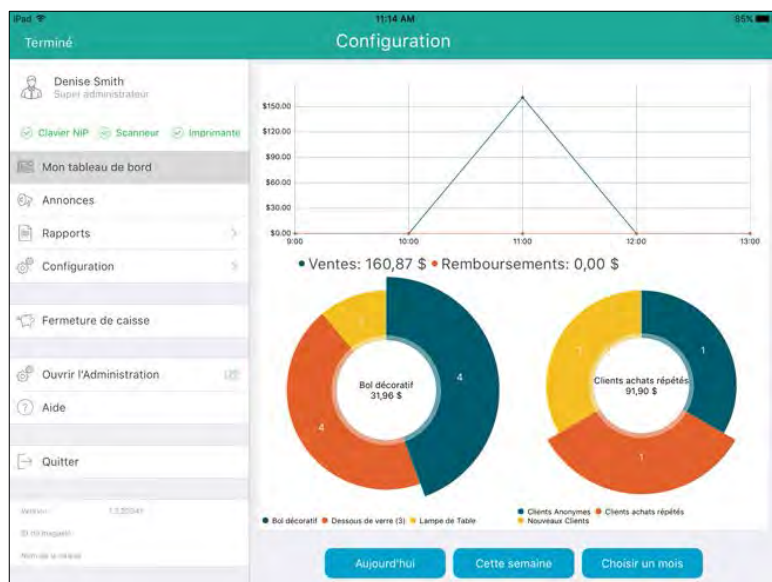 iPad 11:14 AM 85%
Terminé Configuration
Denise Smith
Super administrateur
Clavier NIP Scanneur Imprimante
Mon tableau de bord
Annonces
Rapports
Configuration
Fermeture de caisse
Ouvrir l'Administration
Aide
Quitter
$150.00
$120.00
$90.00
$60.00
$30.00
$0.00
9:00 10:00 11:00 12:00 13:00
• Ventes: 160,87 $ • Remboursements: 0,00 $
4
4
Bol décoratif
31,96 $
1
1
1
Clients achats répétés
91,90 $
Bol décoratif Dessous de verre (3) Lampe de Table
Clients Anonymes Clients achats répétés
Nouveaux Clients
Aujourd'hui Cette semaine Choisir un mois